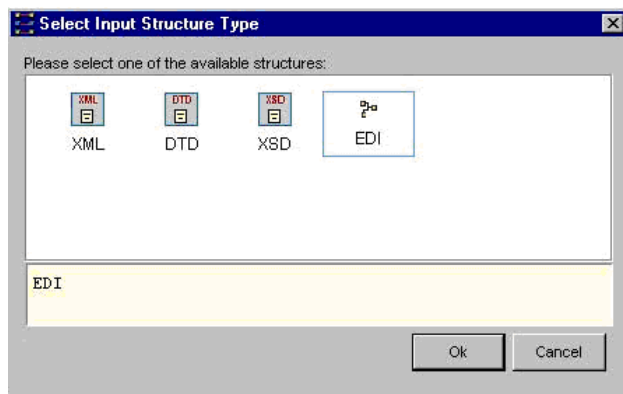 Select Input Structure Type
Please select one of the available structures:
XML DTD XSD
XML DTD XSD EDI
EDI
Ok Cancel